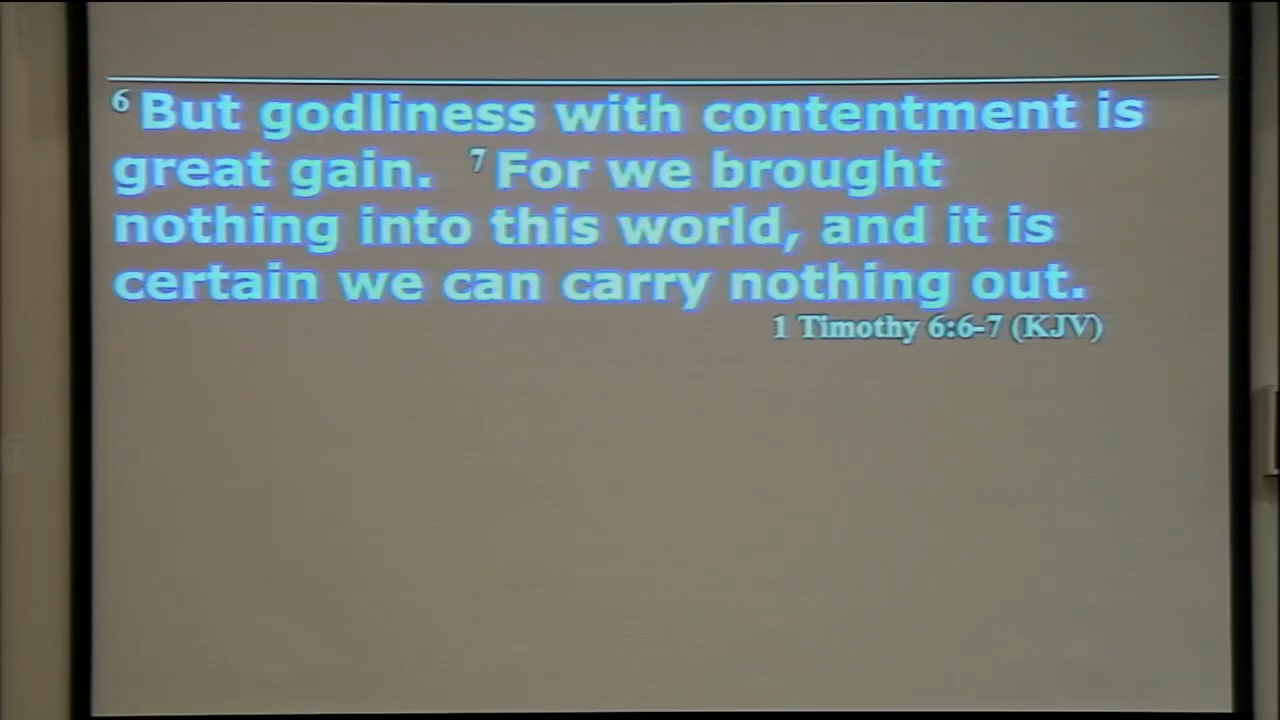 6 But godliness with contentment is
great gain. 7 For we brought
nothing into this world, and it is
certain we can carry nothing out.
1 Timothy 6:6-7 (KJV)